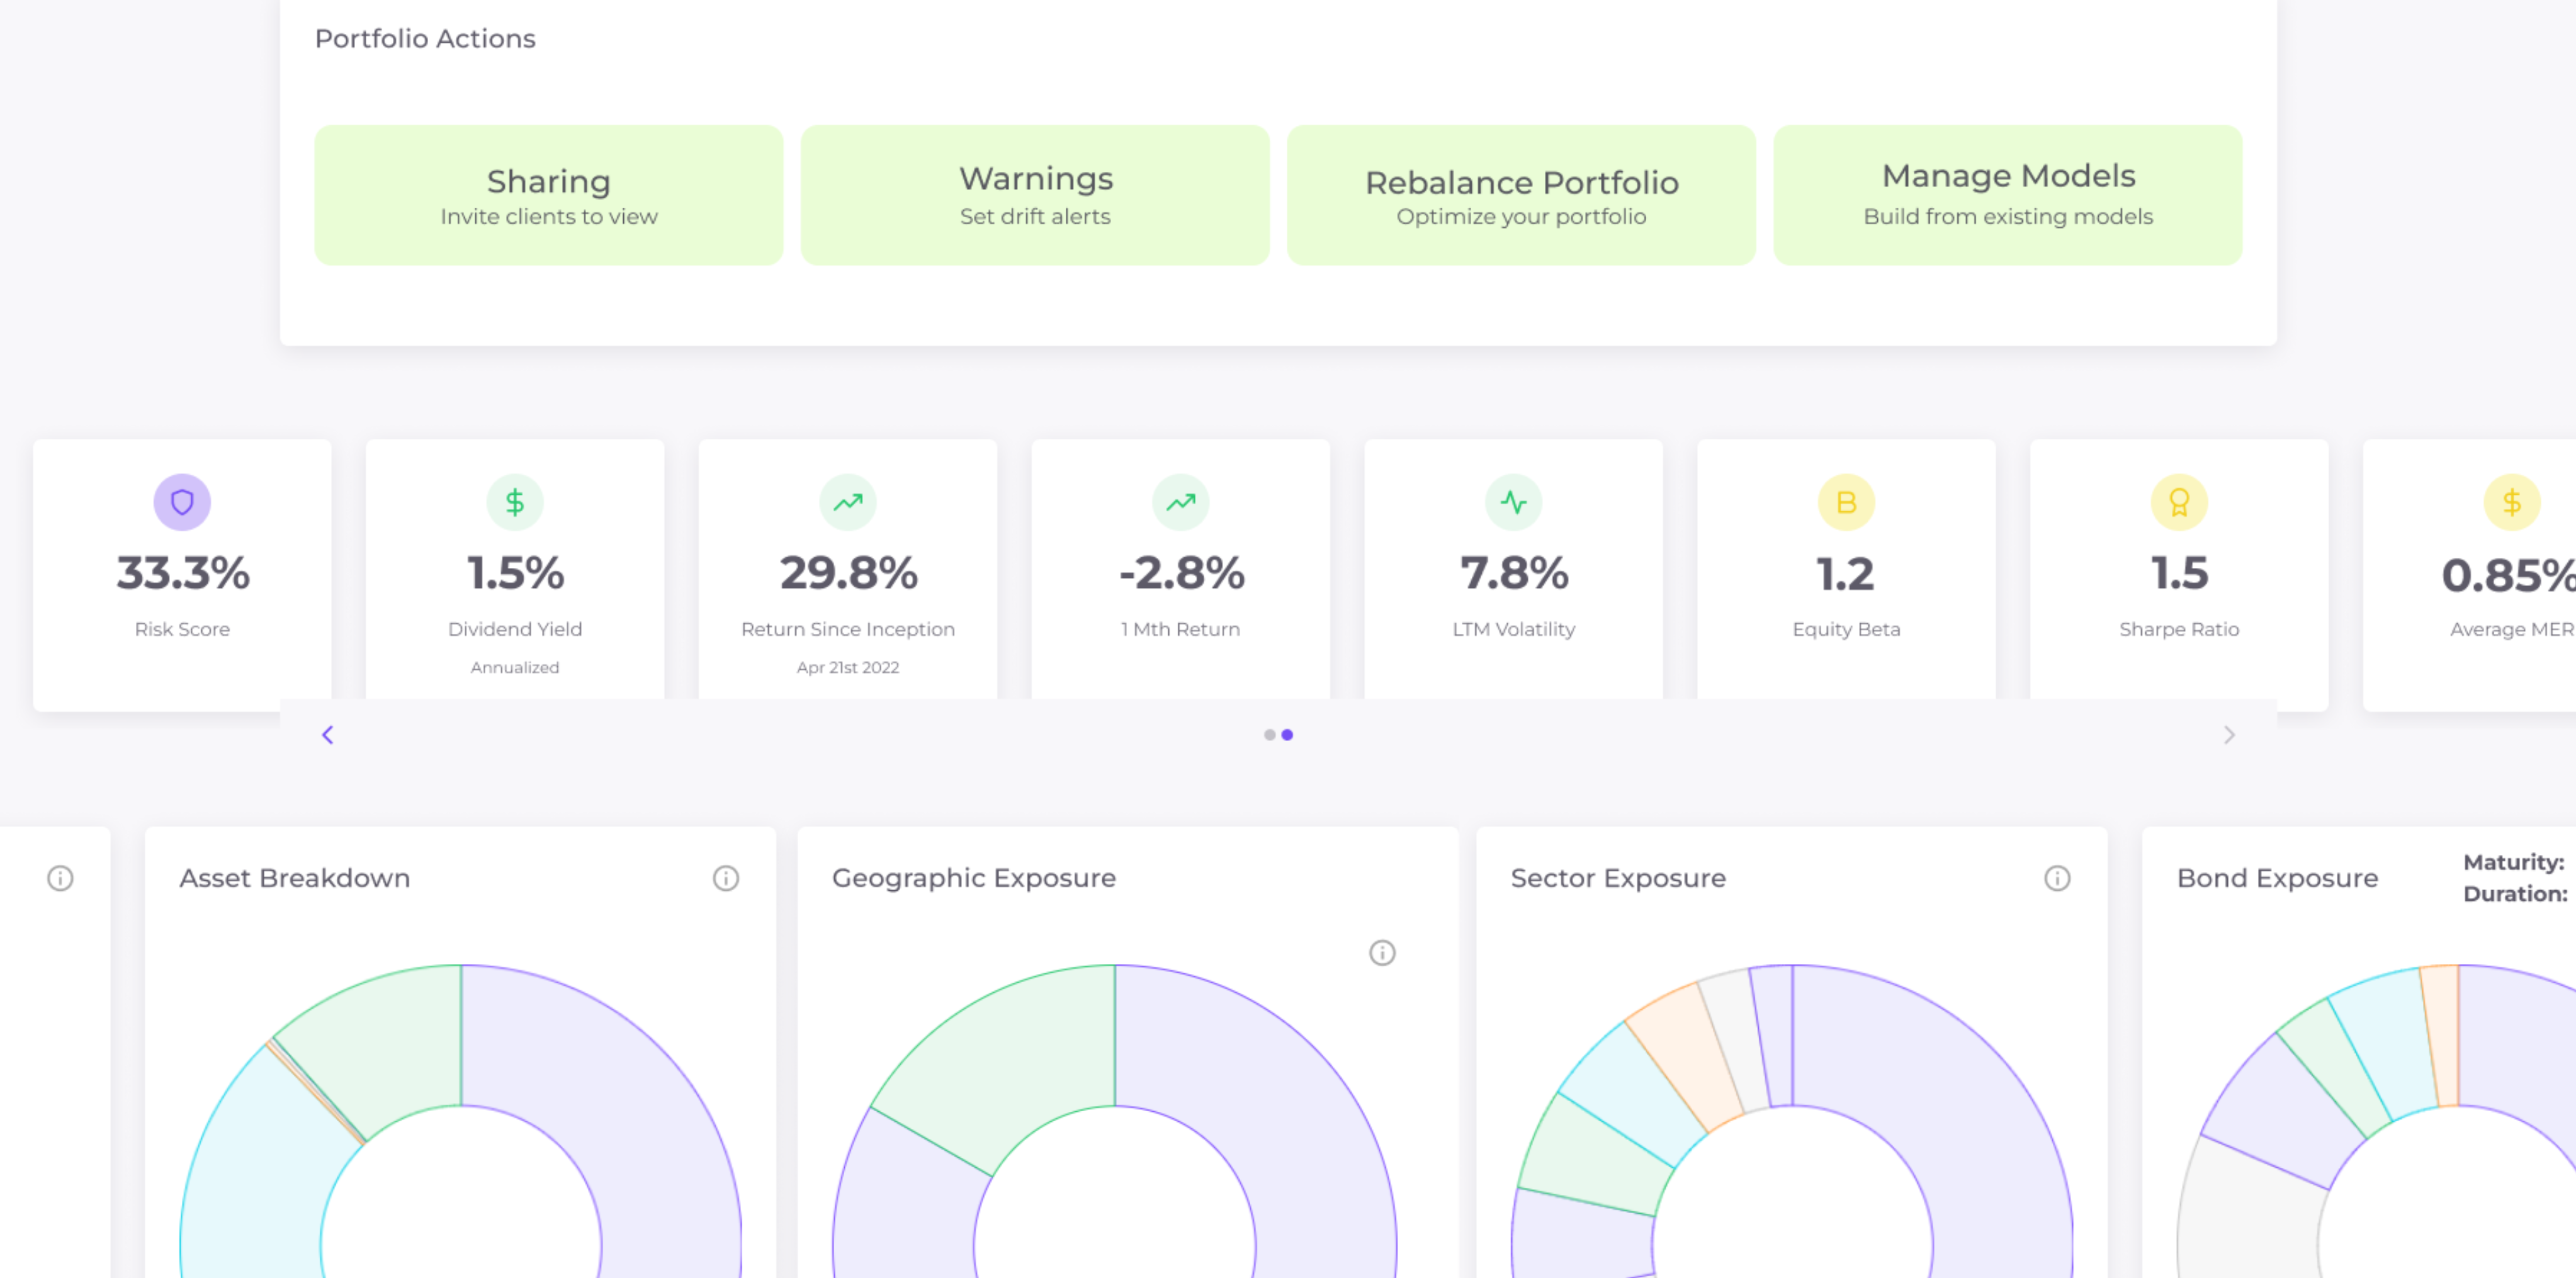 Portfolio Actions
Sharing
Invite clients to view
Warnings
Set drift alerts
Rebalance Portfolio
Optimize your portfolio
Manage Models
Build from existing models
33.3%
Risk Score
1.5%
Dividend Yield
Annualized
29.8%
Return Since Inception
Apr 21st 2022
-2.8%
1 Mth Return
7.8%
LTM Volatility
B
1.2
Equity Beta
1.5
Sharpe Ratio
0.85%
Average MER
Asset Breakdown
Geographic Exposure
Sector Exposure
Bond Exposure
Maturity:
Duration: